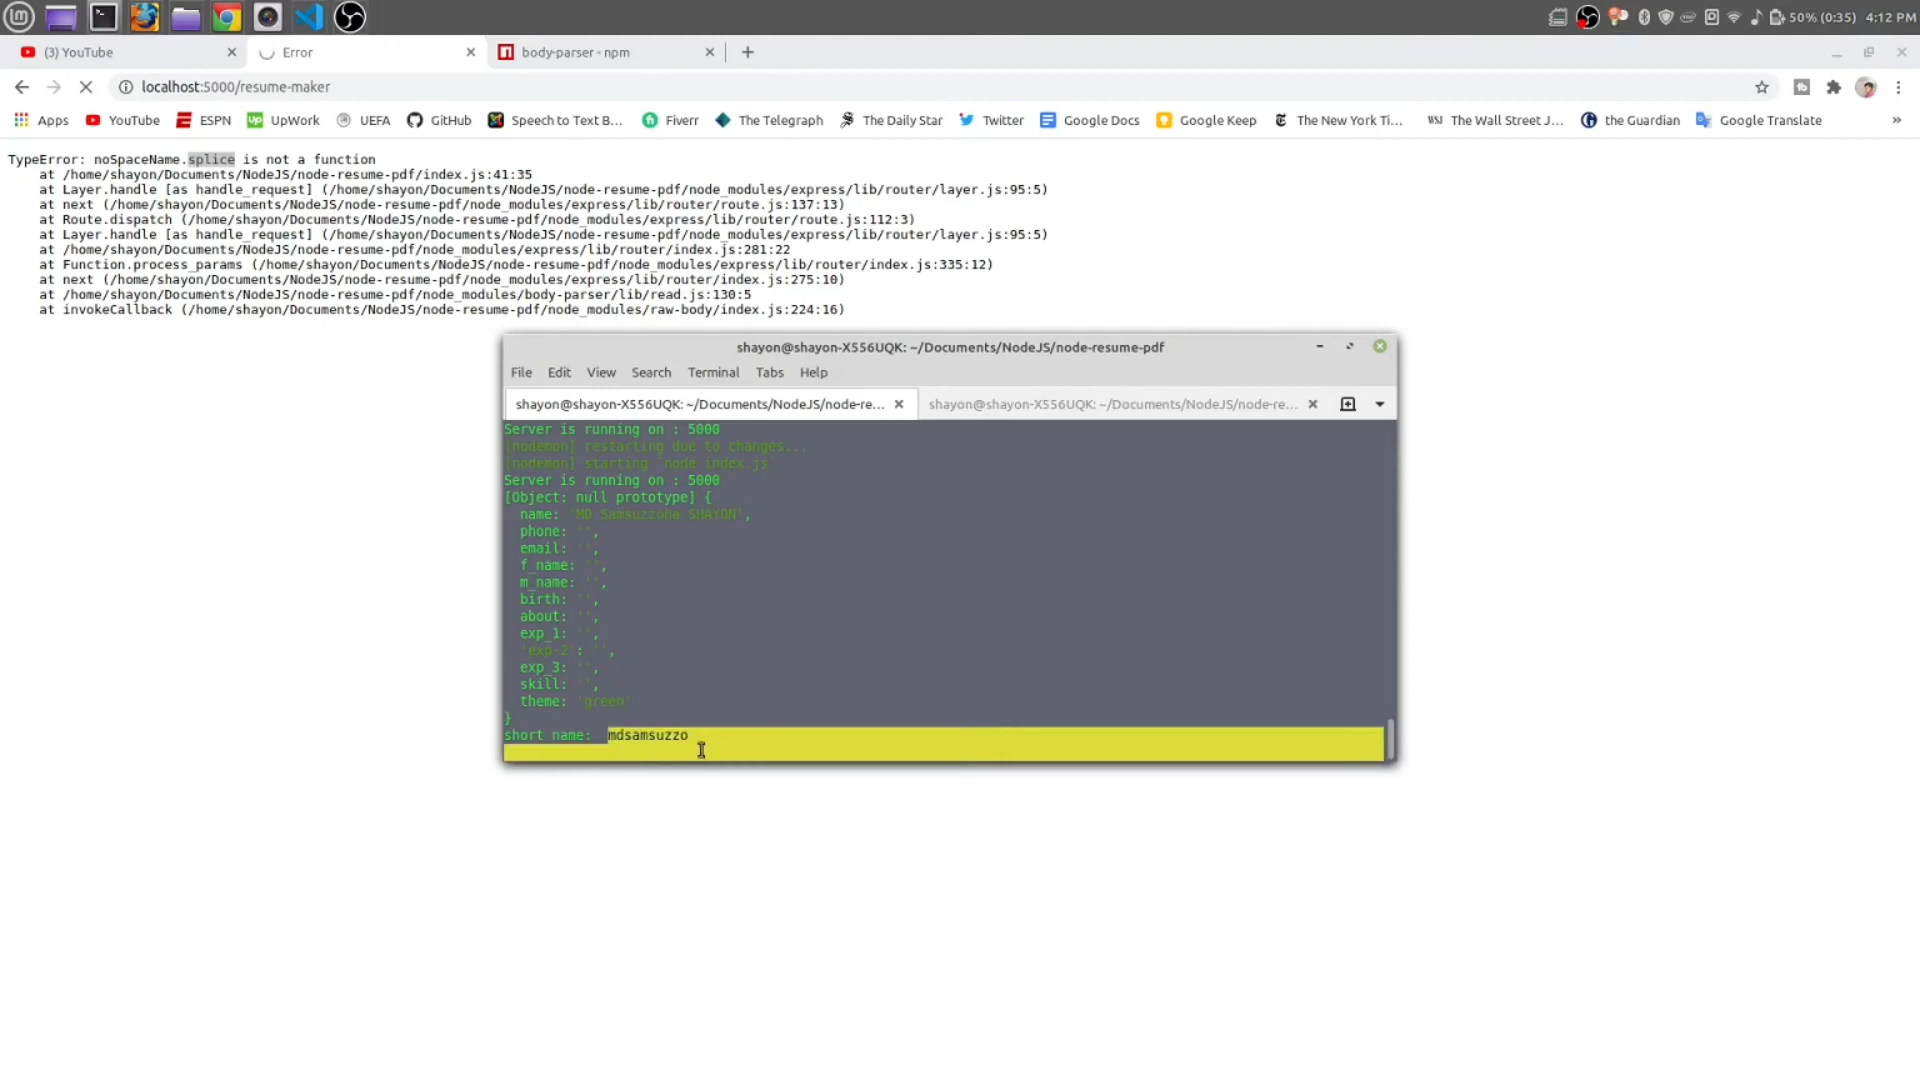 50% (0:35) 4:12 PM
(3) YouTube
Error
body-parser - npm
localhost:5000/resume-maker
Apps
YouTube
ESPN
UpWork
UEFA
GitHub
Speech to Text B...
Fiverr
The Telegraph
The Daily Star
Twitter
Google Docs
Google Keep
The New York Ti...
The Wall Street J...
the Guardian
Google Translate
»
TypeError: noSpaceName.splice is not a function
at /home/shayon/Documents/NodeJS/node-resume-pdf/index.js:41:35
at Layer.handle [as handle_request] (/home/shayon/Documents/NodeJS/node-resume-pdf/node_modules/express/lib/router/layer.js:95:5)
at next (/home/shayon/Documents/NodeJS/node-resume-pdf/node_modules/express/lib/router/route.js:137:13)
at Route.dispatch (/home/shayon/Documents/NodeJS/node-resume-pdf/node_modules/express/lib/router/route.js:112:3)
at Layer.handle [as handle_request] (/home/shayon/Documents/NodeJS/node-resume-pdf/node_modules/express/lib/router/layer.js:95:5)
at /home/shayon/Documents/NodeJS/node-resume-pdf/node_modules/express/lib/router/index.js:281:22
at Function.process_params (/home/shayon/Documents/NodeJS/node-resume-pdf/node_modules/express/lib/router/index.js:335:12)
at next (/home/shayon/Documents/NodeJS/node-resume-pdf/node_modules/express/lib/router/index.js:275:10)
at /home/shayon/Documents/NodeJS/node-resume-pdf/node_modules/body-parser/lib/read.js:130:5
at invokeCallback (/home/shayon/Documents/NodeJS/node-resume-pdf/node_modules/raw-body/index.js:224:16)
shayon@shayon-X556UQK: ~/Documents/NodeJS/node-resume-pdf
File Edit View Search Terminal Tabs Help
shayon@shayon-X556UQK: ~/Documents/NodeJS/node-re...
shayon@shayon-X556UQK: ~/Documents/NodeJS/node-re...
Server is running on : 5000
[nodemon] restarting due to changes...
[nodemon] starting `node index.js`
Server is running on : 5000
[Object: null prototype] {
name: 'MD Samsuzzoha SHAYON',
phone: '',
email: '',
f_name: '',
m_name: '',
birth: '',
about: '',
exp_1: '',
'exp-2': '',
exp_3: '',
skill: '',
theme: 'green'
}
short name: mdsamsuzzo